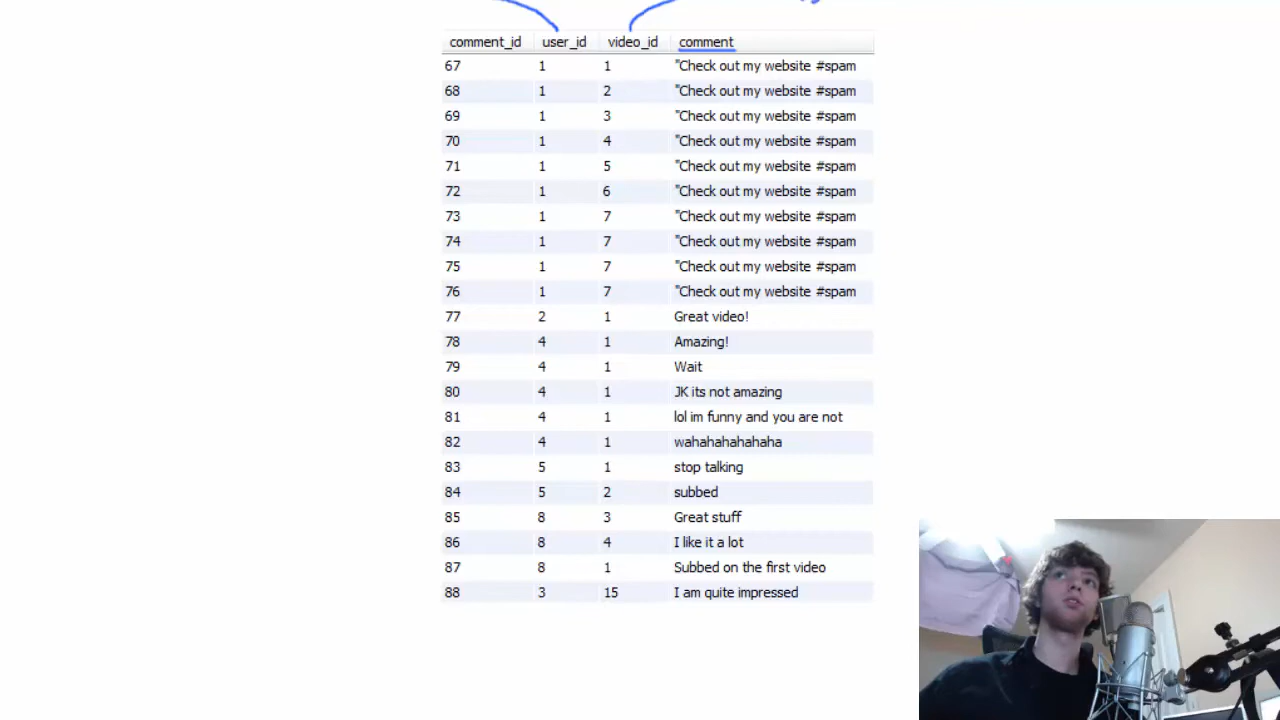 comment_id user_id video_id comment
67 1 1 "Check out my website #spam
68 1 2 "Check out my website #spam
69 1 3 "Check out my website #spam
70 1 4 "Check out my website #spam
71 1 5 "Check out my website #spam
72 1 6 "Check out my website #spam
73 1 7 "Check out my website #spam
74 1 7 "Check out my website #spam
75 1 7 "Check out my website #spam
76 1 7 "Check out my website #spam
77 2 1 Great video!
78 4 1 Amazing!
79 4 1 Wait
80 4 1 JK its not amazing
81 4 1 lol im funny and you are not
82 4 1 wahahahahahaha
83 5 1 stop talking
84 5 2 subbed
85 8 3 Great stuff
86 8 4 I like it a lot
87 8 1 Subbed on the first video
88 3 15 I am quite impressed